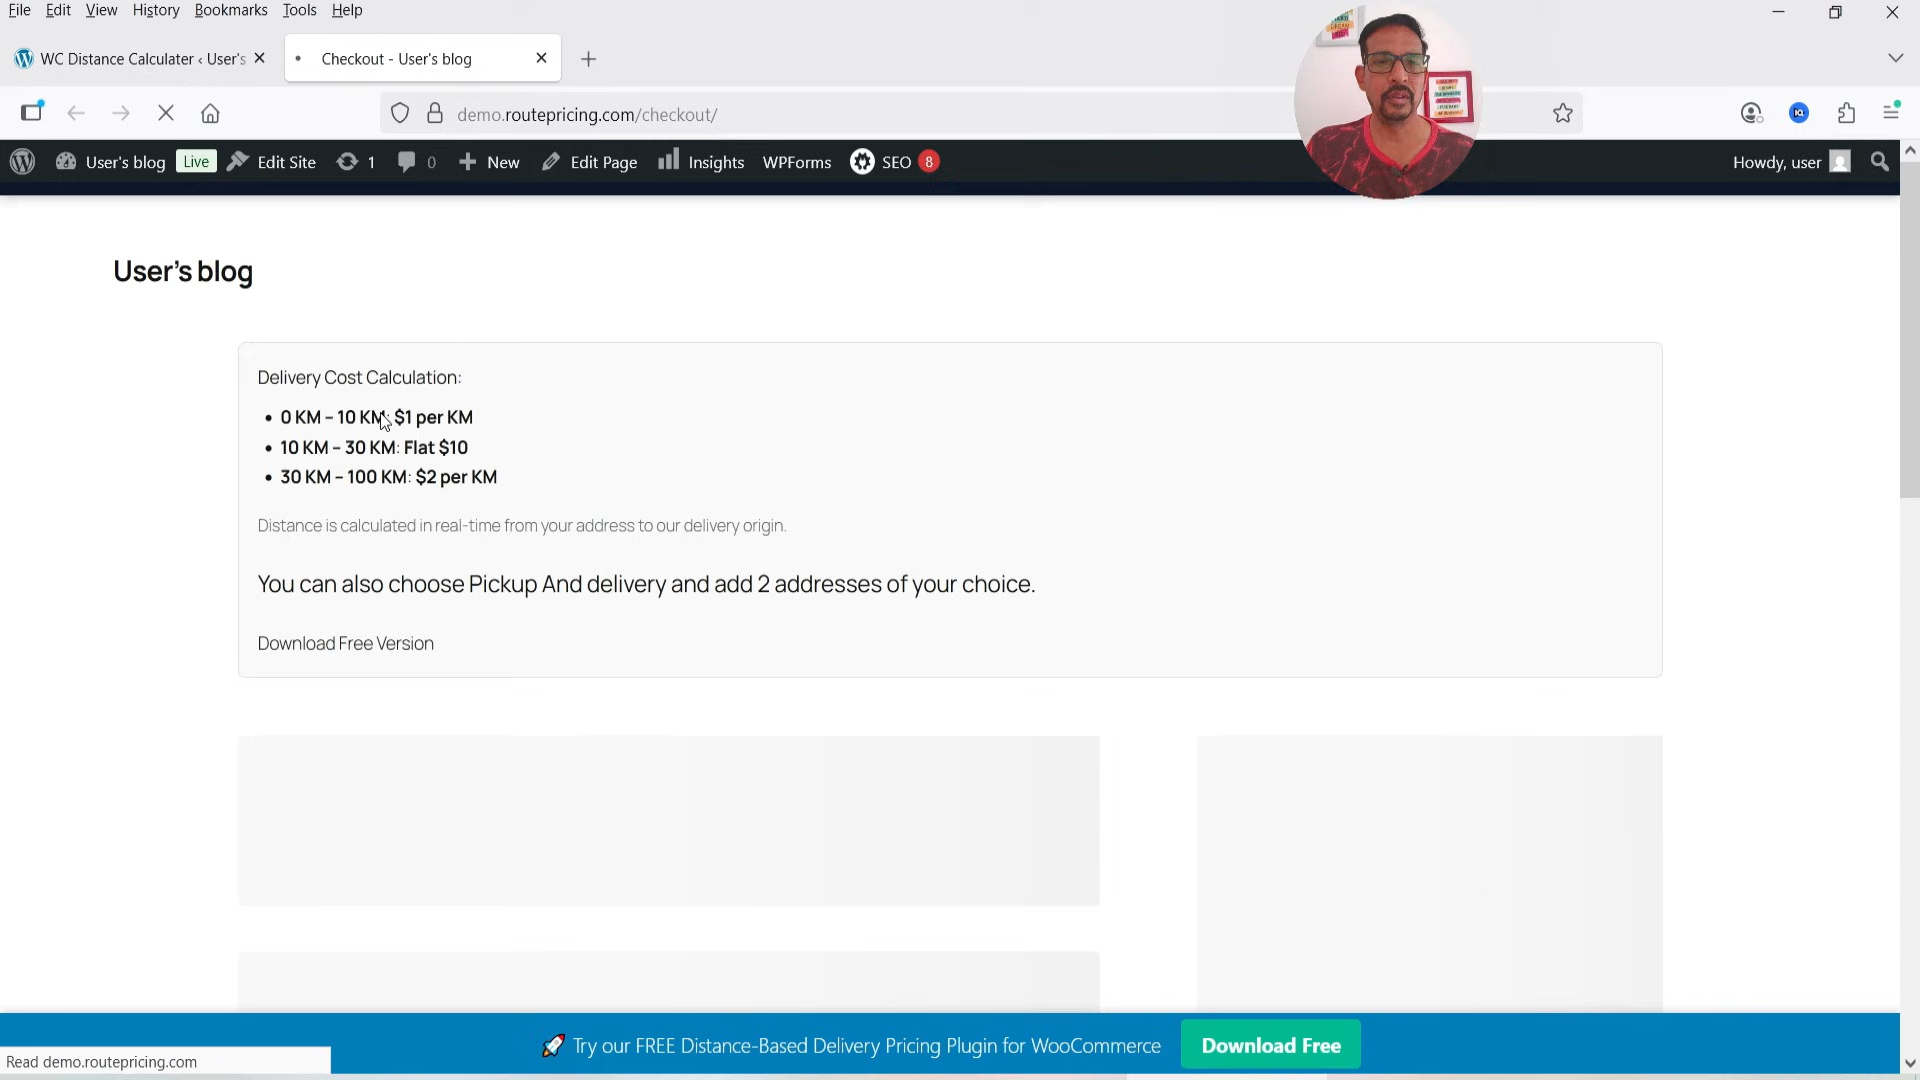 File Edit View History Bookmarks Tools Help
WC Distance Calculater ‹ User's
Checkout - User's blog
demo.routepricing.com/checkout/
User's blog Live Edit Site 1 0 New Edit Page Insights WPForms SEO 8 Howdy, user
User's blog
Delivery Cost Calculation:
• 0 KM – 10 KM: $1 per KM
• 10 KM – 30 KM: Flat $10
• 30 KM – 100 KM: $2 per KM
Distance is calculated in real-time from your address to our delivery origin.
You can also choose Pickup And delivery and add 2 addresses of your choice.
Download Free Version
🚀 Try our FREE Distance-Based Delivery Pricing Plugin for WooCommerce Download Free
Read demo.routepricing.com